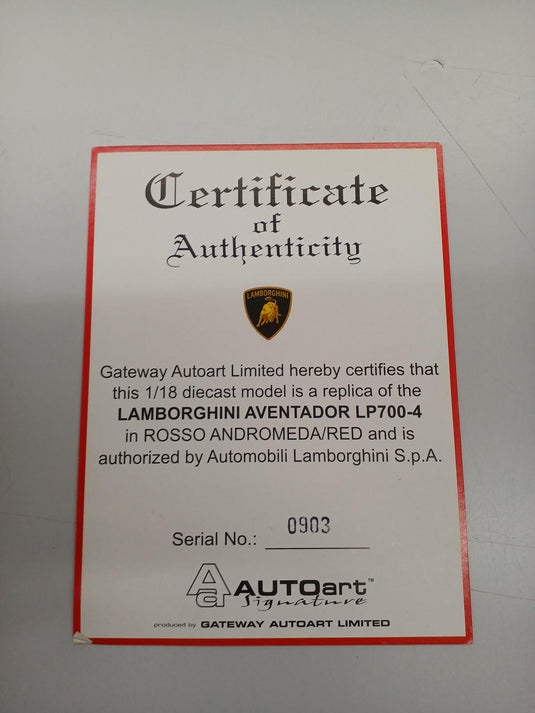 Certificate
of
Authenticity
LAMBORGHINI
Gateway Autoart Limited hereby certifies that
this 1/18 diecast model is a replica of the
LAMBORGHINI AVENTADOR LP700-4
in ROSSO ANDROMEDA/RED and is
authorized by Automobili Lamborghini S.p.A.
Serial No.: 0903
Aa AUTOart™
Signature
produced by GATEWAY AUTOART LIMITED